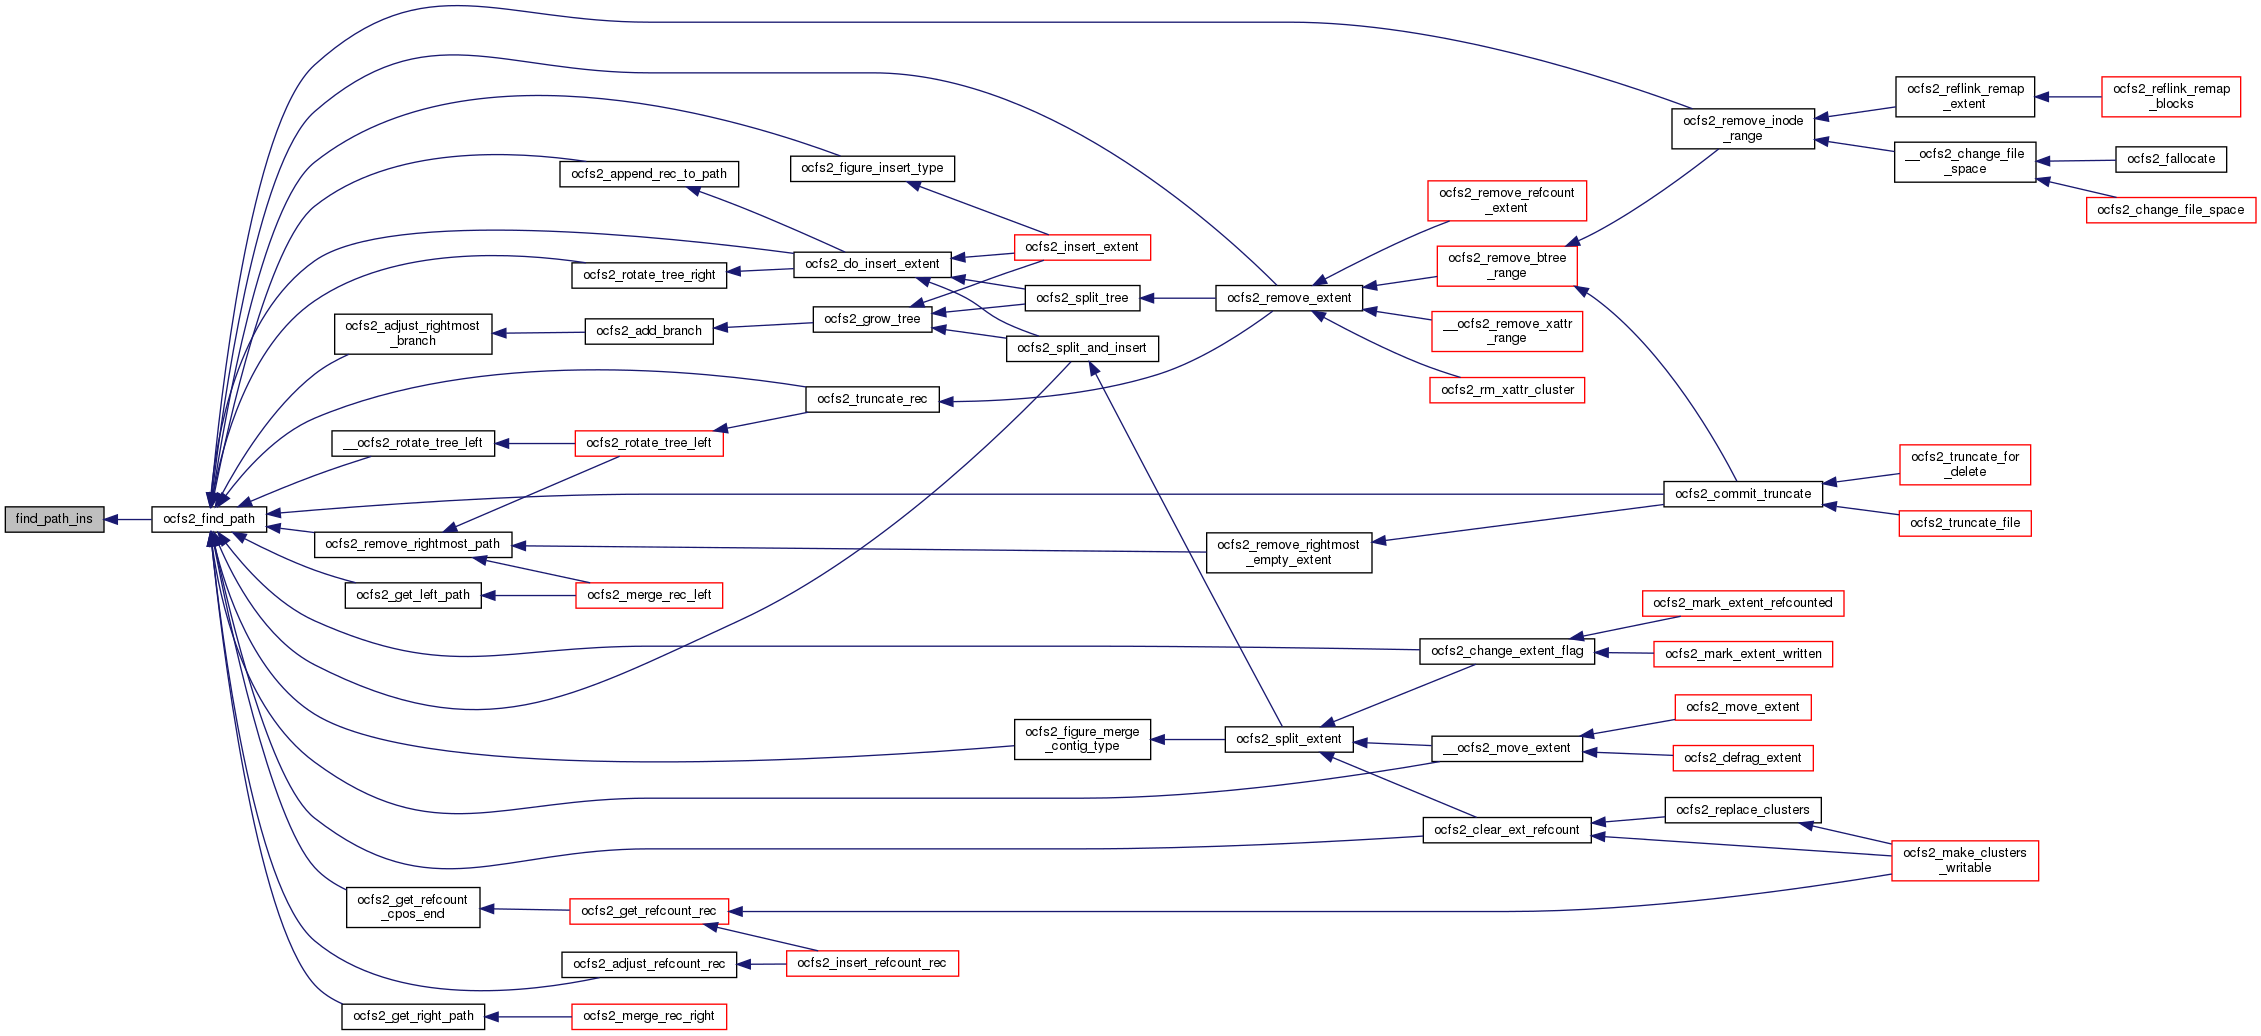 find_path_ins
ocfs2_find_path
ocfs2_adjust_rightmost
_branch
__ocfs2_rotate_tree_left
ocfs2_remove_rightmost_path
ocfs2_get_left_path
ocfs2_get_refcount
_cpos_end
ocfs2_get_right_path
ocfs2_append_rec_to_path
ocfs2_rotate_tree_right
ocfs2_add_branch
ocfs2_rotate_tree_left
ocfs2_merge_rec_left
ocfs2_get_refcount_rec
ocfs2_adjust_refcount_rec
ocfs2_merge_rec_right
ocfs2_figure_insert_type
ocfs2_do_insert_extent
ocfs2_grow_tree
ocfs2_truncate_rec
ocfs2_insert_refcount_rec
ocfs2_insert_extent
ocfs2_split_tree
ocfs2_split_and_insert
ocfs2_figure_merge
_contig_type
ocfs2_remove_extent
ocfs2_remove_rightmost
_empty_extent
ocfs2_split_extent
ocfs2_remove_refcount
_extent
ocfs2_remove_btree
_range
__ocfs2_remove_xattr
_range
ocfs2_rm_xattr_cluster
ocfs2_change_extent_flag
__ocfs2_move_extent
ocfs2_clear_ext_refcount
ocfs2_remove_inode
_range
ocfs2_commit_truncate
ocfs2_mark_extent_refcounted
ocfs2_mark_extent_written
ocfs2_move_extent
ocfs2_defrag_extent
ocfs2_replace_clusters
ocfs2_reflink_remap
_extent
__ocfs2_change_file
_space
ocfs2_truncate_for
_delete
ocfs2_truncate_file
ocfs2_make_clusters
_writable
ocfs2_reflink_remap
_blocks
ocfs2_fallocate
ocfs2_change_file_space